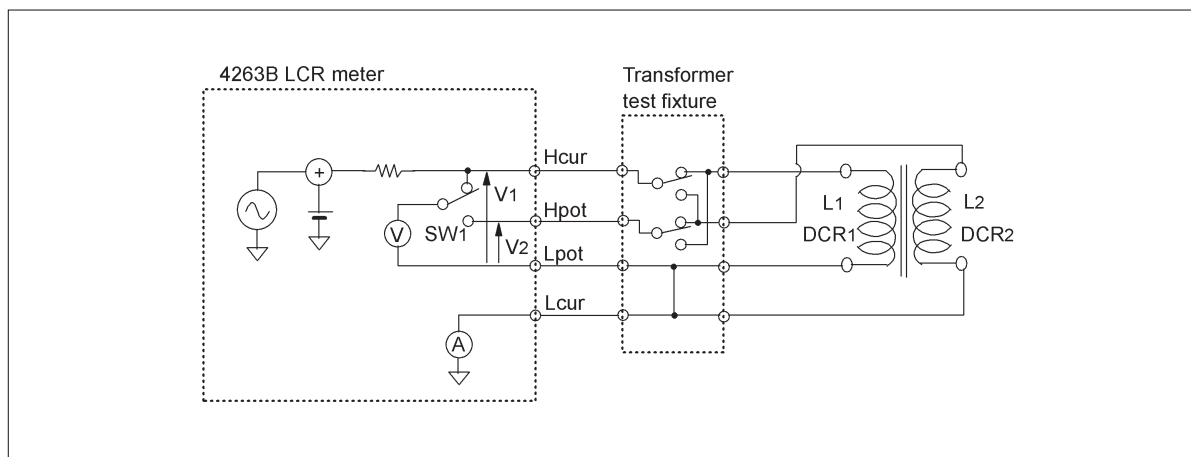 4263B LCR meter
Transformer
test fixture
Hcur
+
V1
L1
L2
Hpot
V
SW1
DCR1
DCR2
V2
Lpot
Lcur
A